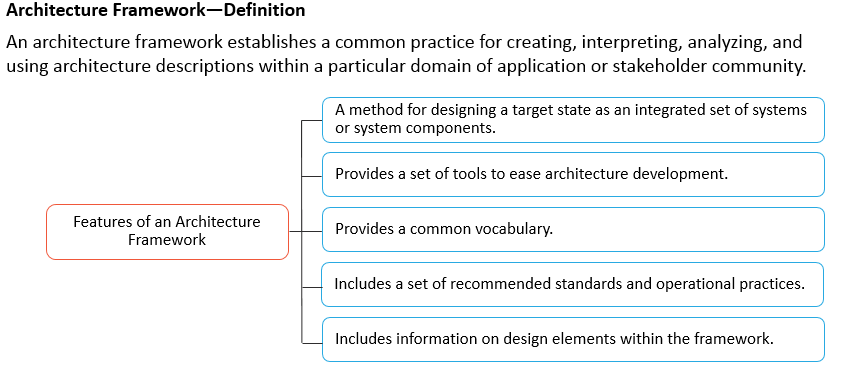 Architecture Framework—Definition
An architecture framework establishes a common practice for creating, interpreting, analyzing, and
using architecture descriptions within a particular domain of application or stakeholder community.
Features of an Architecture
Framework
A method for designing a target state as an integrated set of systems
or system components.
Provides a set of tools to ease architecture development.
Provides a common vocabulary.
Includes a set of recommended standards and operational practices.
Includes information on design elements within the framework.